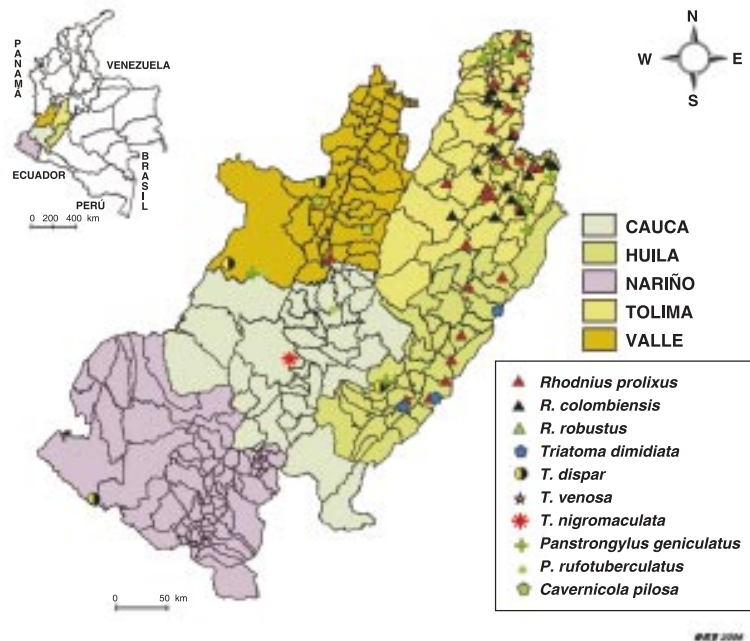 PANAMÁ
VENEZUELA
BRASIL
ECUADOR
PERÚ
0 200 400 km
N
W E
S
CAUCA
HUILA
NARIÑO
TOLIMA
VALLE
Rhodnius prolixus
R. colombiensis
R. robustus
Triatoma dimidiata
T. dispar
T. venosa
T. nigromaculata
Panstrongylus geniculatus
P. rufotuberculatus
Cavernicola pilosa
0 50 km